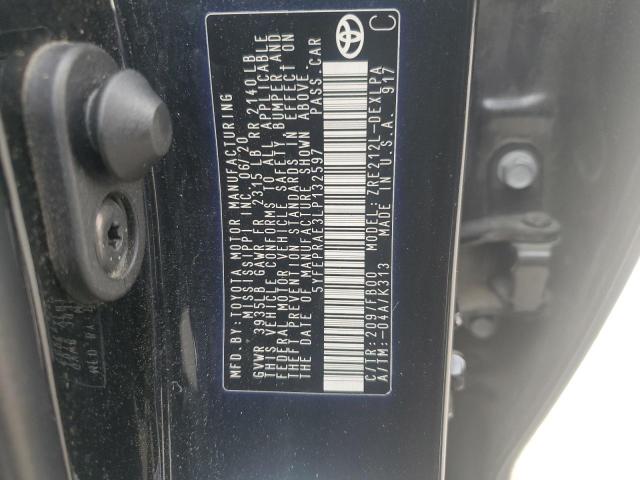 MFD.BY: TOYOTA MOTOR MANUFACTURING
MISSISSIPPI INC. 06/20
GVWR 3935LB GAWR FR 2315 LB RR 2140 LB
THIS VEHICLE CONFORMS TO ALL APPLICABLE
FEDERAL MOTOR VEHICLE SAFETY, BUMPER AND
THEFT PREVENTION STANDARDS IN EFFECT ON
THE DATE OF MANUFACTURE SHOWN ABOVE.
5YFEPRAE3LP132597 PASS.CAR
C/TR: 209/FB00 MODEL: ZRE212L-DEXLPA
A/TM: -04A/K313 MADE IN U.S.A. 917
C